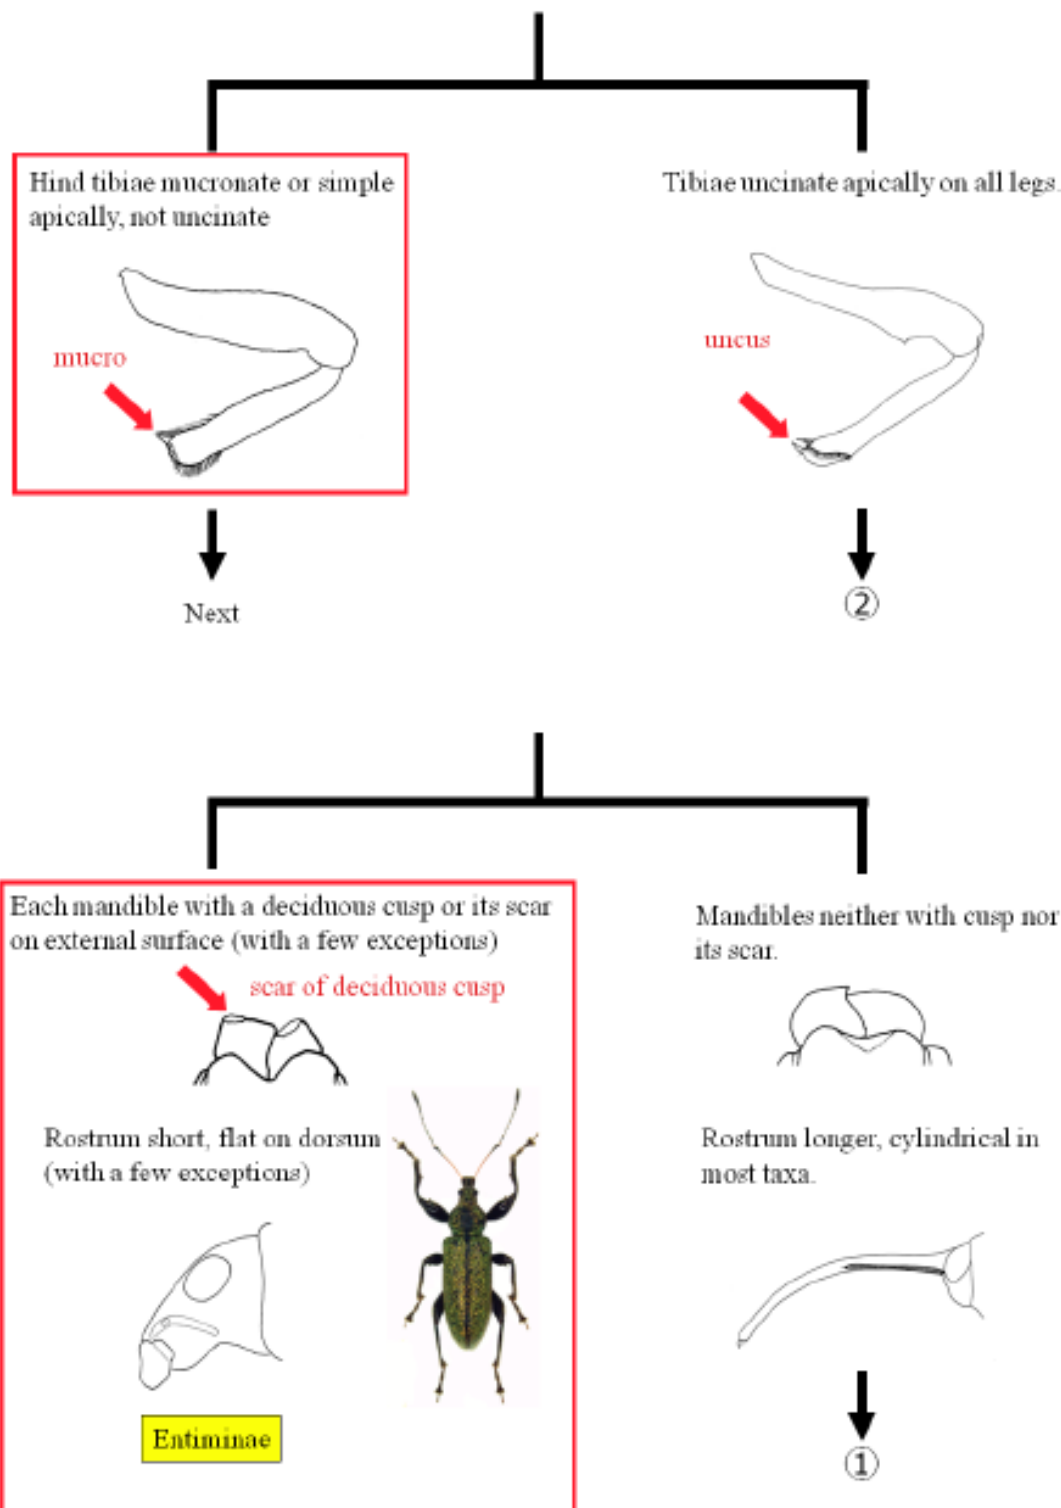 Hind tibiae mucronate or simple
apically, not uncinate
mucro
Next
Tibiae uncinate apically on all legs.
uncus
②
Each mandible with a deciduous cusp or its scar
on external surface (with a few exceptions)
scar of deciduous cusp
Rostrum short, flat on dorsum
(with a few exceptions)
Entiminae
Mandibles neither with cusp nor
its scar.
Rostrum longer, cylindrical in
most taxa.
①